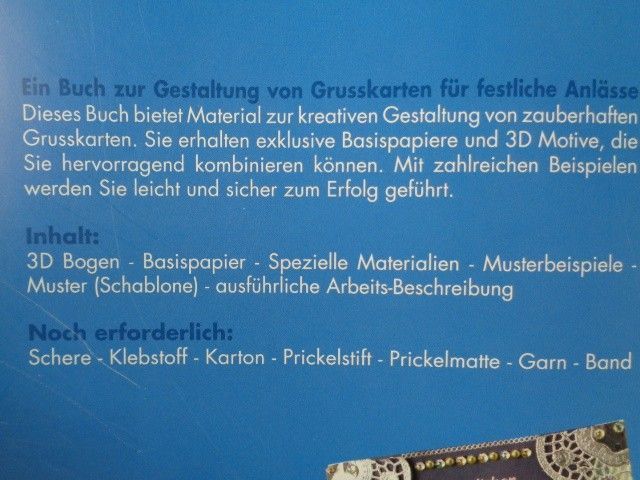 Ein Buch zur Gestaltung von Grusskarten für festliche Anlässe
Dieses Buch bietet Material zur kreativen Gestaltung von zauberhaften
Grusskarten. Sie erhalten exklusive Basispapiere und 3D Motive, die
Sie hervorragend kombinieren können. Mit zahlreichen Beispielen
werden Sie leicht und sicher zum Erfolg geführt.
Inhalt:
3D Bogen - Basispapier - Spezielle Materialien - Musterbeispiele -
Muster (Schablone) - ausführliche Arbeits-Beschreibung
Noch erforderlich:
Schere - Klebstoff - Karton - Prickelstift - Prickelmatte - Garn - Band